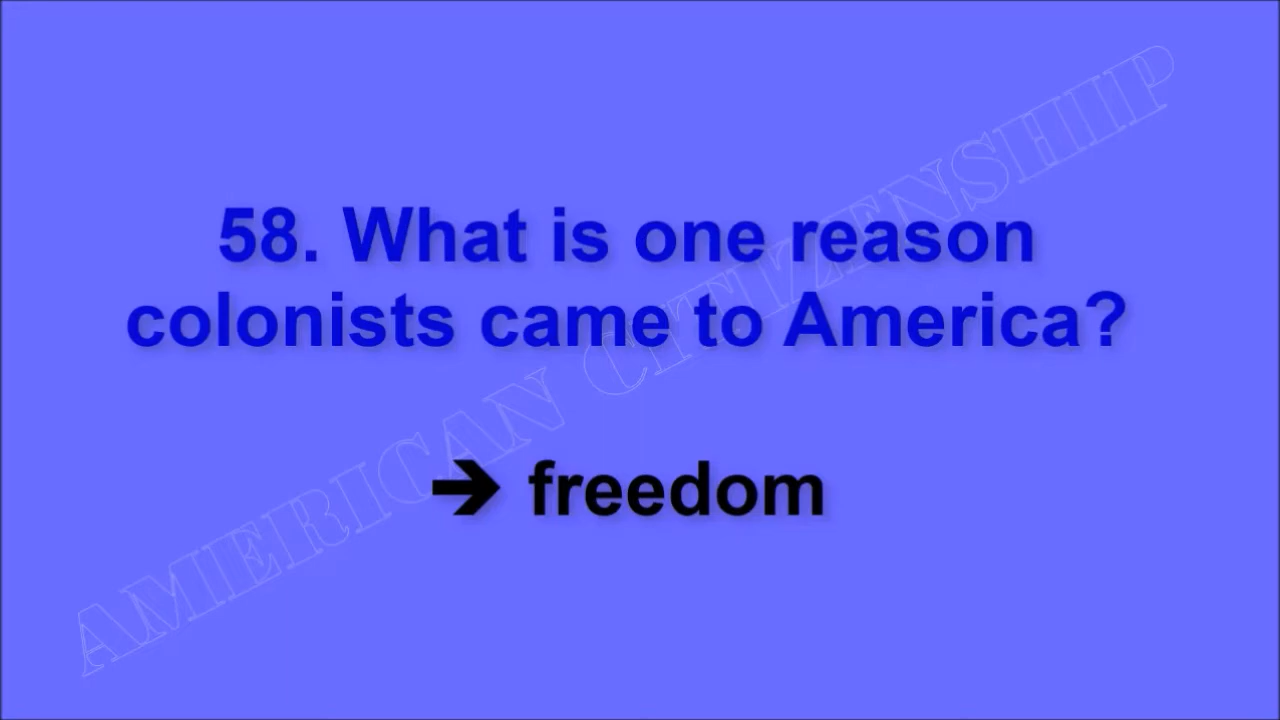 58. What is one reason
colonists came to America?
➔ freedom
AMERICAN CITIZENSHIP